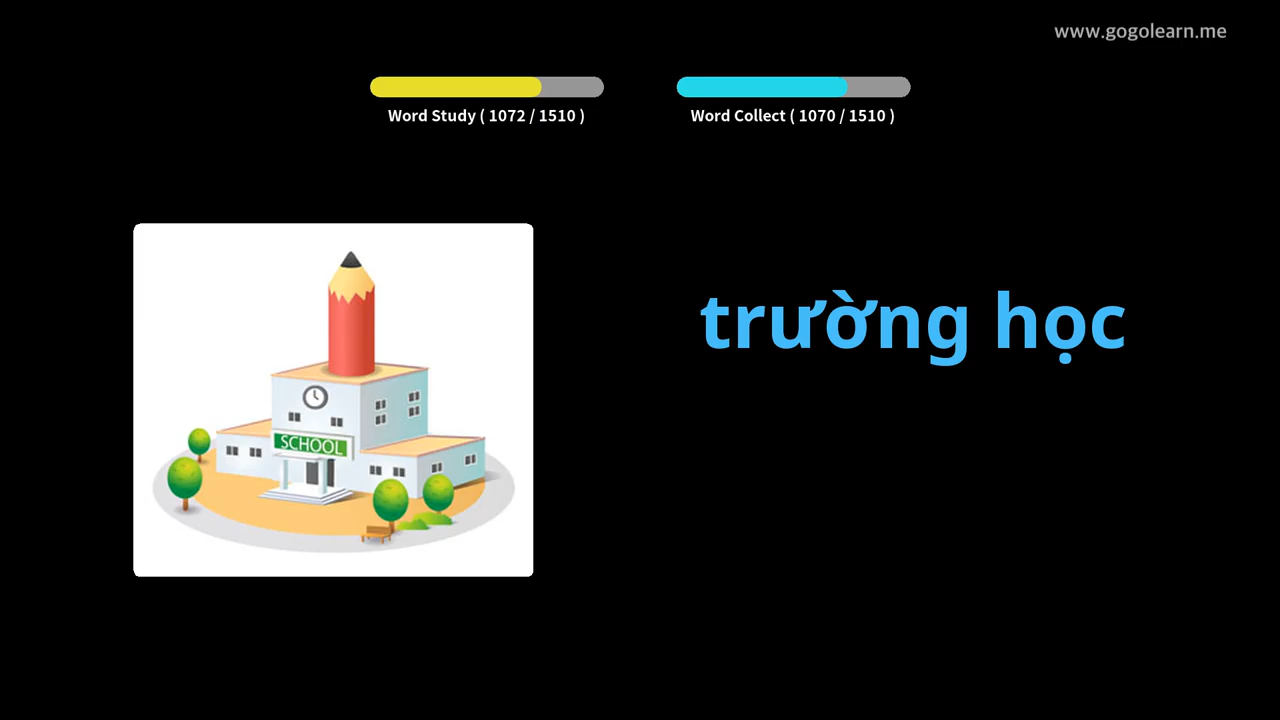 www.gogolearn.me
Word Study ( 1072 / 1510 )
Word Collect ( 1070 / 1510 )
trường học
SCHOOL